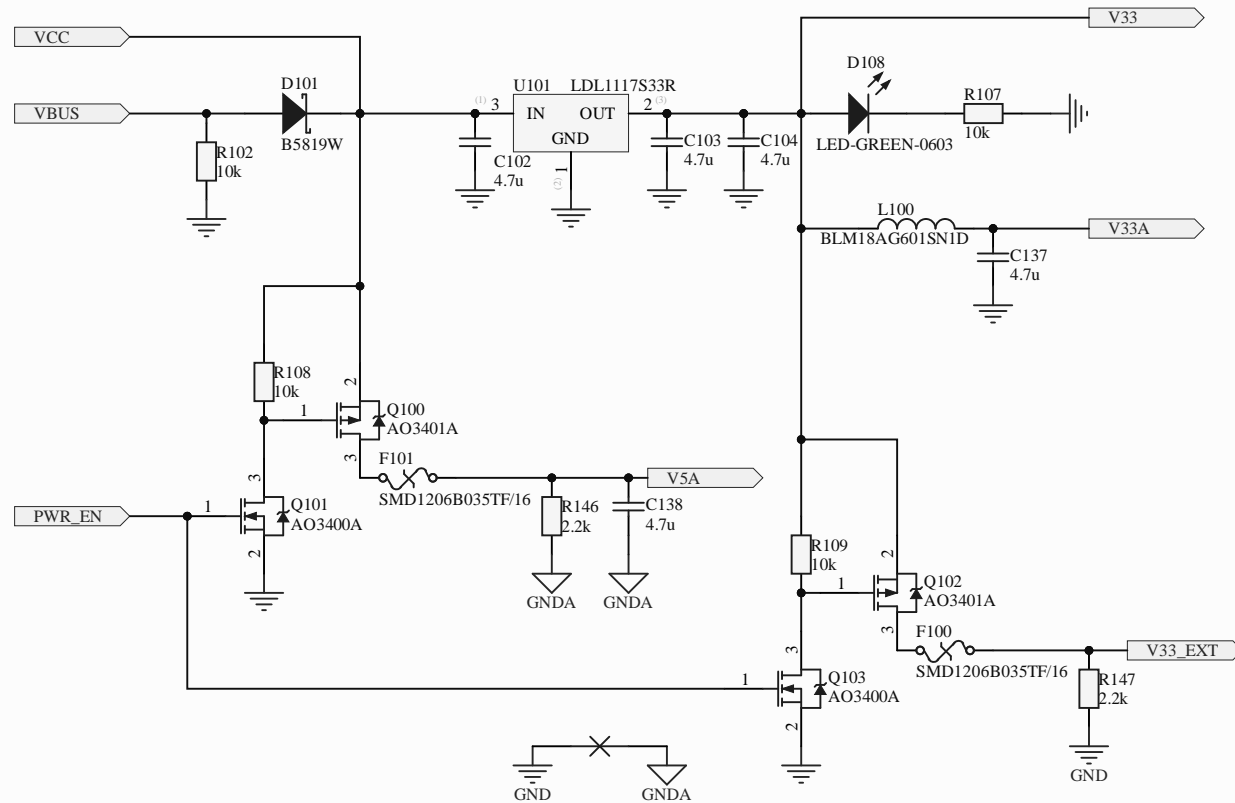 V33
VCC
D108
D101
U101 LDL1117S33R
R107
(1) 3 IN OUT 2 (3)
VBUS
10k
B5819W
GND
C103
C104
LED-GREEN-0603
R102
10k
C102
4.7u
4.7u
4.7u
(2) 1
L100
BLM18AG601SN1D
V33A
C137
4.7u
R108
10k
2
1
Q100
AO3401A
3
F101
SMD1206B035TF/16
V5A
3
PWR_EN
1
Q101
AO3400A
2
R146
2.2k
C138
4.7u
GNDA
GNDA
R109
10k
2
1
Q102
AO3401A
3
F100
SMD1206B035TF/16
V33_EXT
3
1
Q103
AO3400A
2
R147
2.2k
GND
GND
GNDA